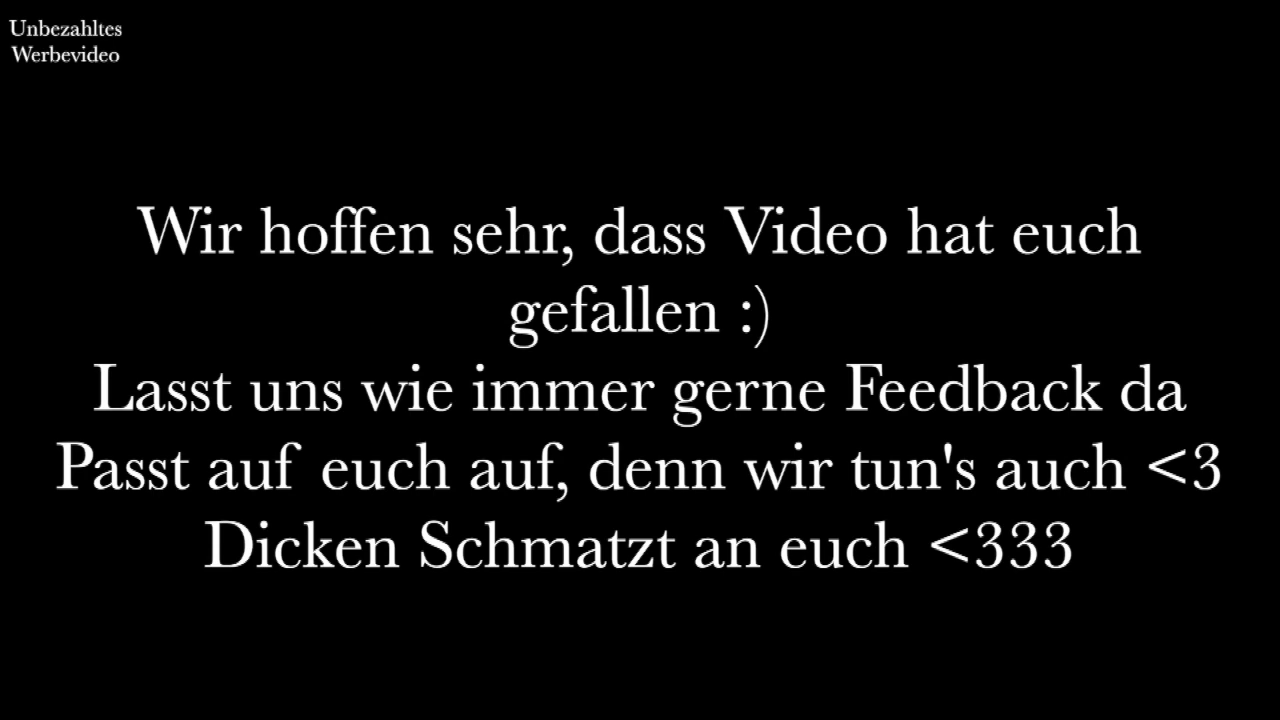 Unbezahltes
Werbevideo
Wir hoffen sehr, dass Video hat euch
gefallen :)
Lasst uns wie immer gerne Feedback da
Passt auf euch auf, denn wir tun's auch <3
Dicken Schmatzt an euch <333